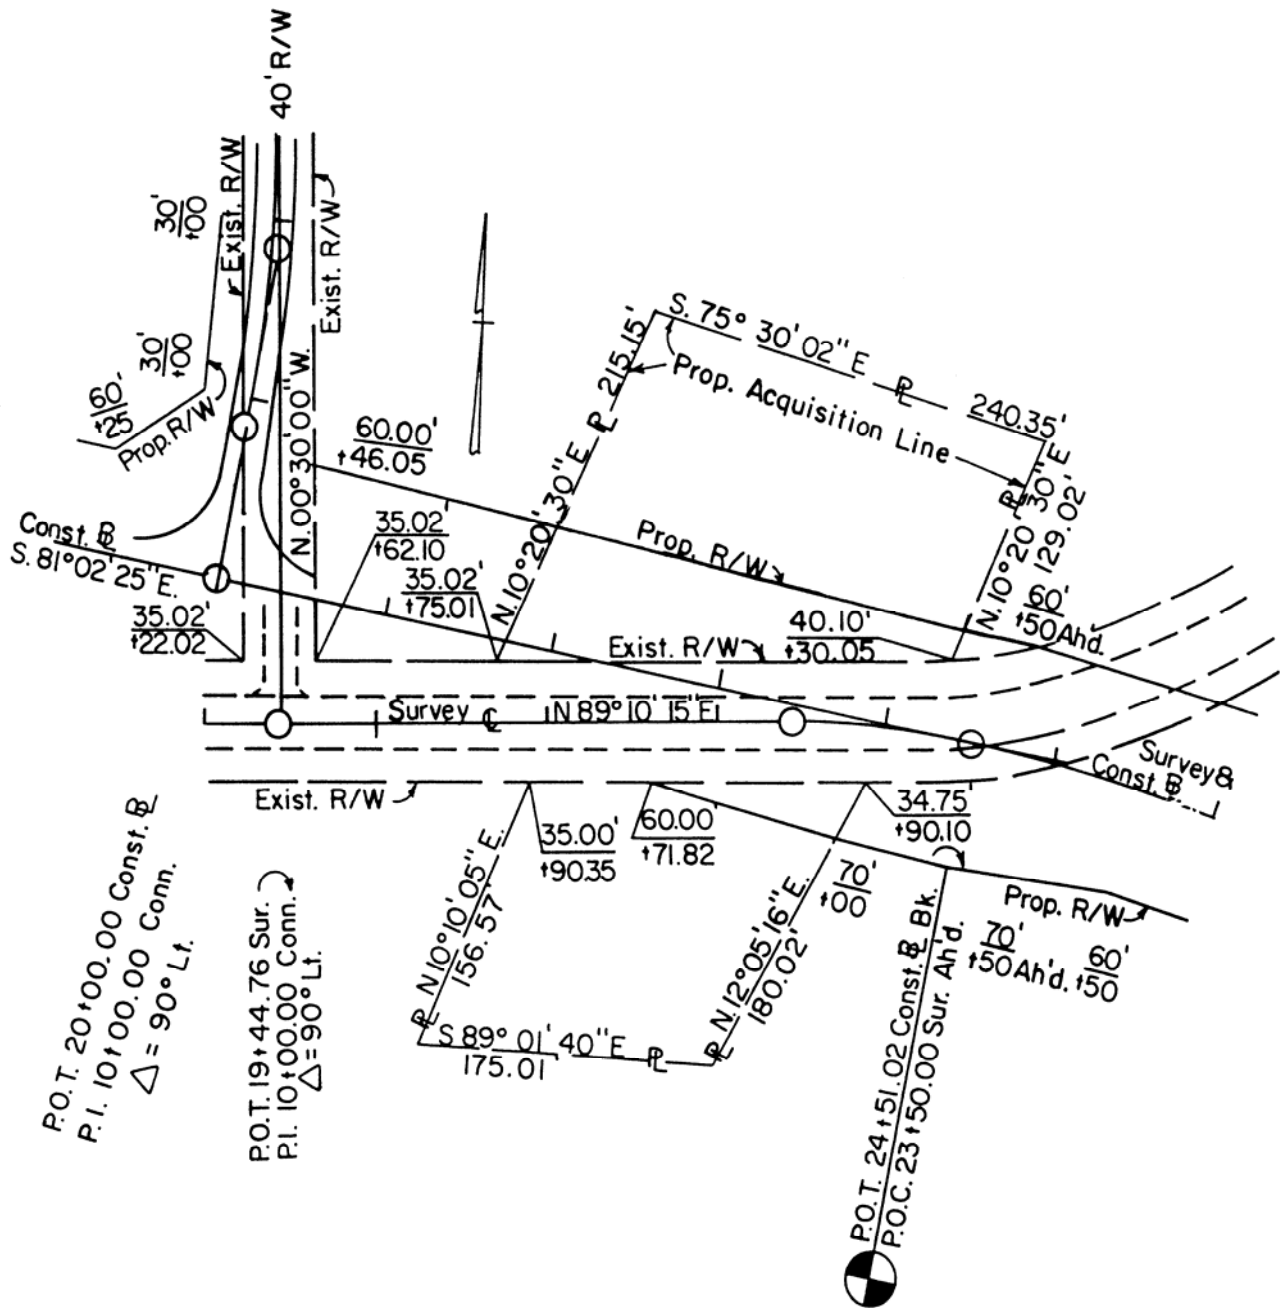 40' R/W
Exist. R/W
30'
+00
Exist. R/W
30'
+00
60'
+25
Prop. R/W
N.00°30'00"W.
S. 75° 30' 02" E ℄
240.35'
Prop. Acquisition Line
N.10°20' 30" E ℄ 215.15'
N.10° 20' 30" E
129.02'
60.00'
+46.05
Prop. R/W
Const. ℄
S. 81°02'25"E.
35.02
+62.10
35.02'
+75.01
35.02'
+22.02
Exist. R/W
40.10'
+30.05
60'
+50 Ahd.
Survey ℄ N 89° 10' 15" E
Survey &
Const. ℄
Exist. R/W
35.00'
+90.35
60.00'
+71.82
34.75'
+90.10
N 10° 10' 05" E.
156.57'
S 89° 01' 40" E
175.01
N.12° 05' 16" E.
180.02'
70'
+00
Prop. R/W
70'
+50 Ah'd.
60'
+50
P.O.T. 20+00.00 Const. ℄
P.I. 10+00.00 Conn.
△ = 90° Lt.
P.O.T. 19+44.76 Sur.
P.I. 10+00.00 Conn.
△ = 90° Lt.
P.O.T. 24+51.02 Const. ℄ Bk.
P.O.C. 23+50.00 Sur. Ah'd.